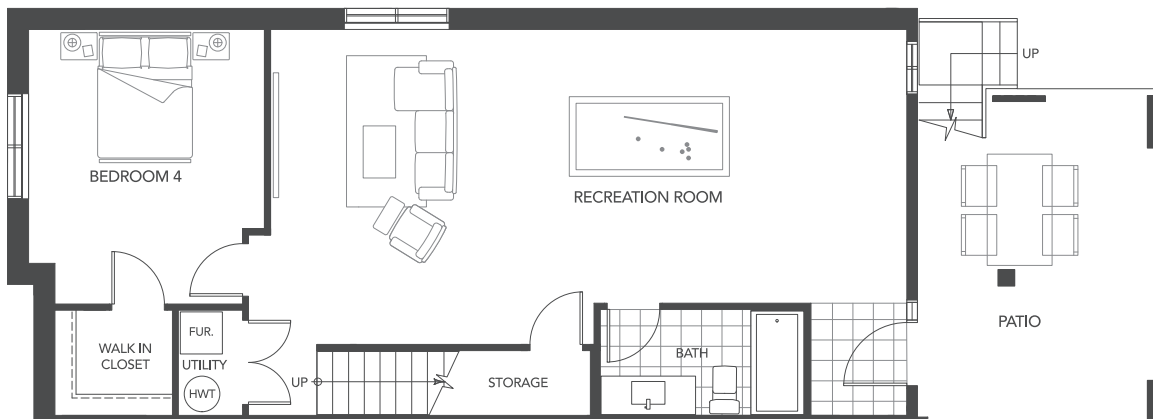 UP
BEDROOM 4
RECREATION ROOM
PATIO
FUR.
WALK IN
CLOSET
UTILITY
BATH
UP
STORAGE
HWT